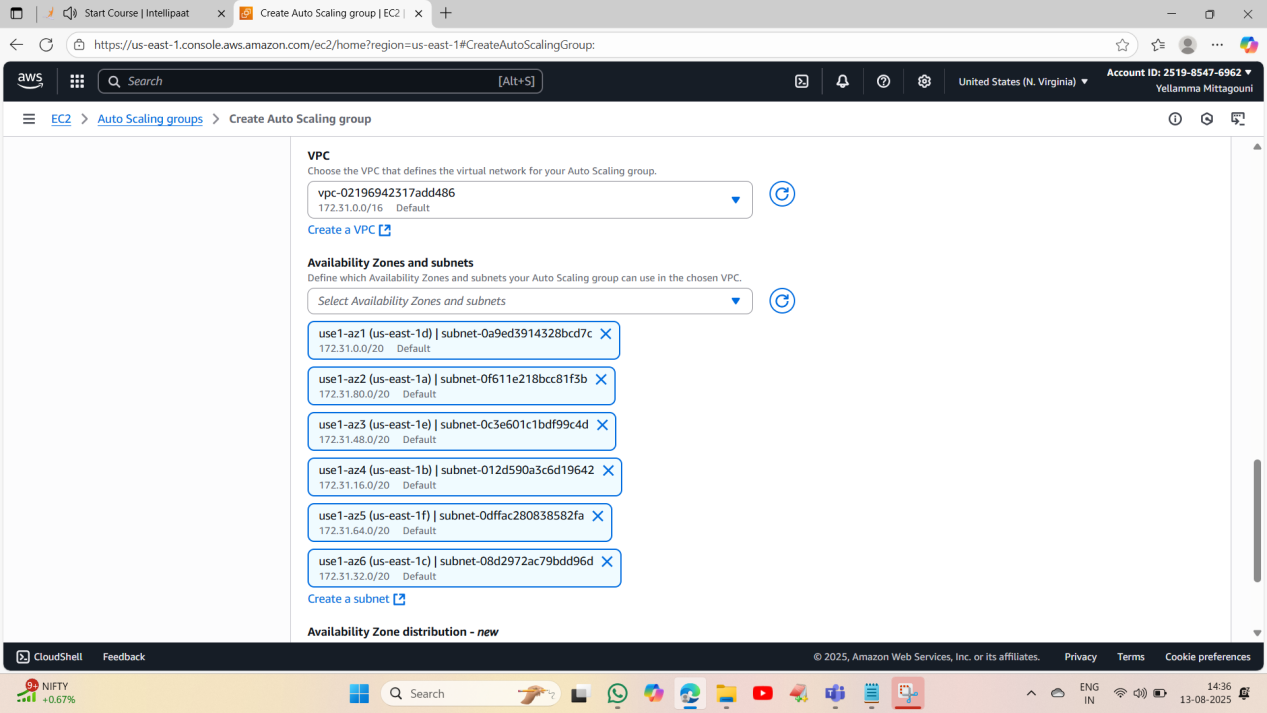 Start Course | Intellipaat
Create Auto Scaling group | EC2 |
https://us-east-1.console.aws.amazon.com/ec2/home?region=us-east-1#CreateAutoScalingGroup:
aws
Search
[Alt+S]
United States (N. Virginia)
Account ID: 2519-8547-6962
Yellamma Mittagouni
EC2
Auto Scaling groups
Create Auto Scaling group
VPC
Choose the VPC that defines the virtual network for your Auto Scaling group.
vpc-02196942317add486
172.31.0.0/16 Default
Create a VPC
Availability Zones and subnets
Define which Availability Zones and subnets your Auto Scaling group can use in the chosen VPC.
Select Availability Zones and subnets
use1-az1 (us-east-1d) | subnet-0a9ed3914328bcd7c
172.31.0.0/20 Default
use1-az2 (us-east-1a) | subnet-0f611e218bcc81f3b
172.31.80.0/20 Default
use1-az3 (us-east-1e) | subnet-0c3e601c1bdf99c4d
172.31.48.0/20 Default
use1-az4 (us-east-1b) | subnet-012d590a3c6d19642
172.31.16.0/20 Default
use1-az5 (us-east-1f) | subnet-0dffac280838582fa
172.31.64.0/20 Default
use1-az6 (us-east-1c) | subnet-08d2972ac79bdd96d
172.31.32.0/20 Default
Create a subnet
Availability Zone distribution - new
CloudShell
Feedback
© 2025, Amazon Web Services, Inc. or its affiliates.
Privacy
Terms
Cookie preferences
9+
NIFTY
+0.67%
Search
ENG
IN
14:36
13-08-2025